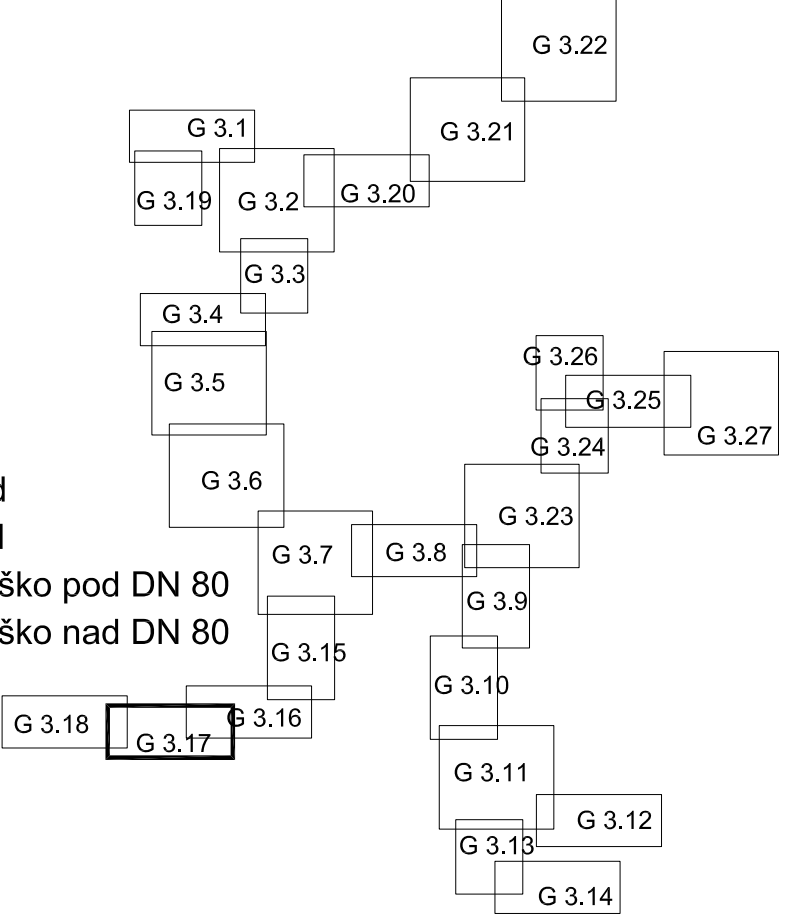 G 3.22
G 3.1
G 3.21
G 3.19
G 3.2
G 3.20
G 3.3
G 3.4
G 3.26
G 3.5
G 3.25
G 3.27
G 3.24
G 3.6
G 3.23
G 3.7
G 3.8
ško pod DN 80
G 3.9
ško nad DN 80
G 3.15
G 3.10
G 3.18
G 3.16
G 3.17
G 3.11
G 3.12
G 3.13
G 3.14